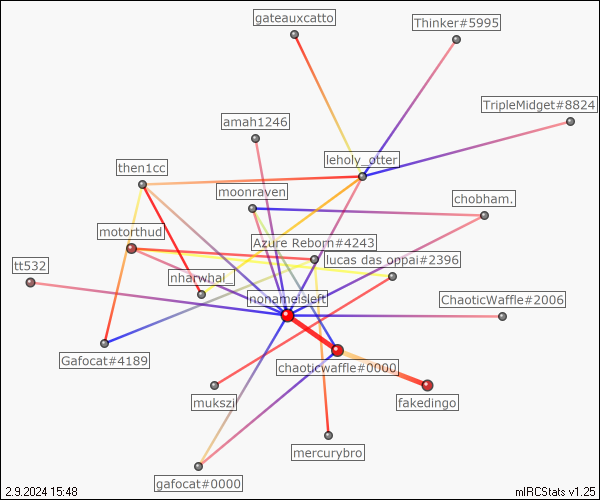 gateauxcatto
Thinker#5995
TripleMidget#8824
amah1246
leholy_otter
then1cc
moonraven
chobham.
motorthud
Azure Reborn#4243
lucas das oppai#2396
tt532
nharwhal_
nonameisleft
ChaoticWaffle#2006
Gafocat#4189
chaoticwaffle#0000
mukszi
fakedingo
mercurybro
gafocat#0000
2.9.2024 15:48
mIRCStats v1.25